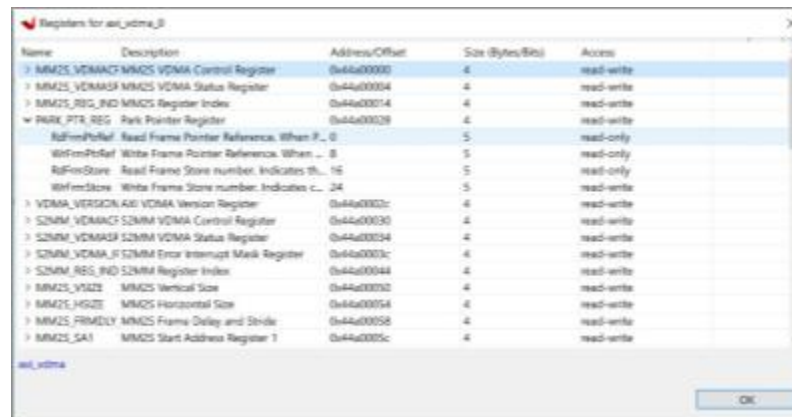 Registers for axi_vdma_0
Name Description Address/Offset Size (Bytes/Bits) Access
> MM2S_VDMACF MM2S VDMA Control Register 0x44a00000 4 read-write
> MM2S_VDMASF MM2S VDMA Status Register 0x44a00004 4 read-write
> MM2S_REG_IND MM2S Register Index 0x44a00014 4 read-write
PARK_PTR_REG Park Pointer Register 0x44a00028 4 read-write
RdFrmPtrRef Read Frame Pointer Reference. When P... 0 5 read-only
WrFrmPtrRef Write Frame Pointer Reference. When ... 8 5 read-only
RdFrmStore Read Frame Store number. Indicates th... 16 5 read-only
WrFrmStore Write Frame Store number. Indicates c... 24 5 read-write
> VDMA_VERSION AXI VDMA Version Register 0x44a0002c 4 read-write
> S2MM_VDMACF S2MM VDMA Control Register 0x44a00030 4 read-write
> S2MM_VDMASF S2MM VDMA Status Register 0x44a00034 4 read-write
> S2MM_VDMA_IF S2MM Error Interrupt Mask Register 0x44a0003c 4 read-write
> S2MM_REG_IND S2MM Register Index 0x44a00044 4 read-write
> MM2S_VSIZE MM2S Vertical Size 0x44a00050 4 read-write
> MM2S_HSIZE MM2S Horizontal Size 0x44a00054 4 read-write
> MM2S_FRMDLY MM2S Frame Delay and Stride 0x44a00058 4 read-write
> MM2S_SA1 MM2S Start Address Register 1 0x44a0005c 4 read-write
axi_vdma
OK